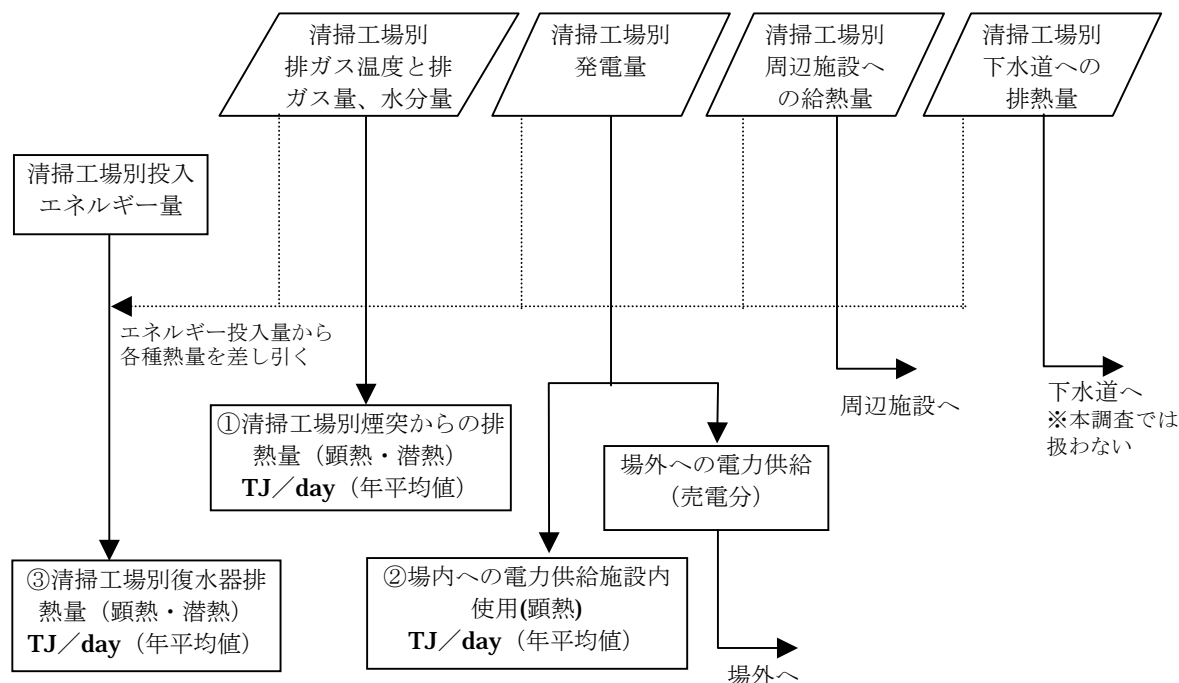 清掃工場別
排ガス温度と排
ガス量、水分量
清掃工場別
発電量
清掃工場別
周辺施設へ
の給熱量
清掃工場別
下水道への
排熱量
清掃工場別投入
エネルギー量
エネルギー投入量から
各種熱量を差し引く
周辺施設へ
下水道へ
※本調査では
扱わない
①清掃工場別煙突からの排
熱量（顕熱・潜熱）
TJ／day（年平均値）
場外への電力供給
（売電分）
③清掃工場別復水器排
熱量（顕熱・潜熱）
TJ／day（年平均値）
②場内への電力供給施設内
使用(顕熱)
TJ／day（年平均値）
場外へ